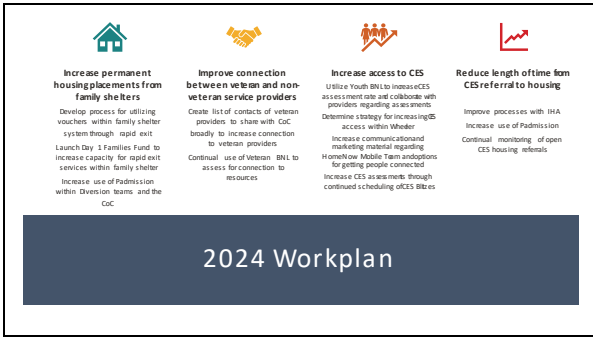 Increase permanent
housing placements from
family shelters
Develop process for utilizing
vouchers within family shelter
system through rapid exit
Launch Day 1 Families Fund to
increase capacity for rapid exit
services within family shelter
Increase use of Padmission
within Diversion teams and the
CoC
Improve connection
between veteran and non-
veteran service providers
Create list of contacts of veteran
providers to share with CoC
broadly to increase connection
to veteran providers
Continual use of Veteran BNL to
assess for connection to
resources
Increase access to CES
Utilize Youth BNL to increase CES
assessment rate and collaborate with
providers regarding assessments
Determine strategy for increasing CES
access within Wheeler
Increase communication and
marketing material regarding
HomeNow Mobile Team and options
for getting people connected
Increase CES assessments through
continued scheduling of CES Blitzes
Reduce length of time from
CES referral to housing
Improve processes with IHA
Increase use of Padmission
Continual monitoring of open
CES housing referrals
2024 Workplan